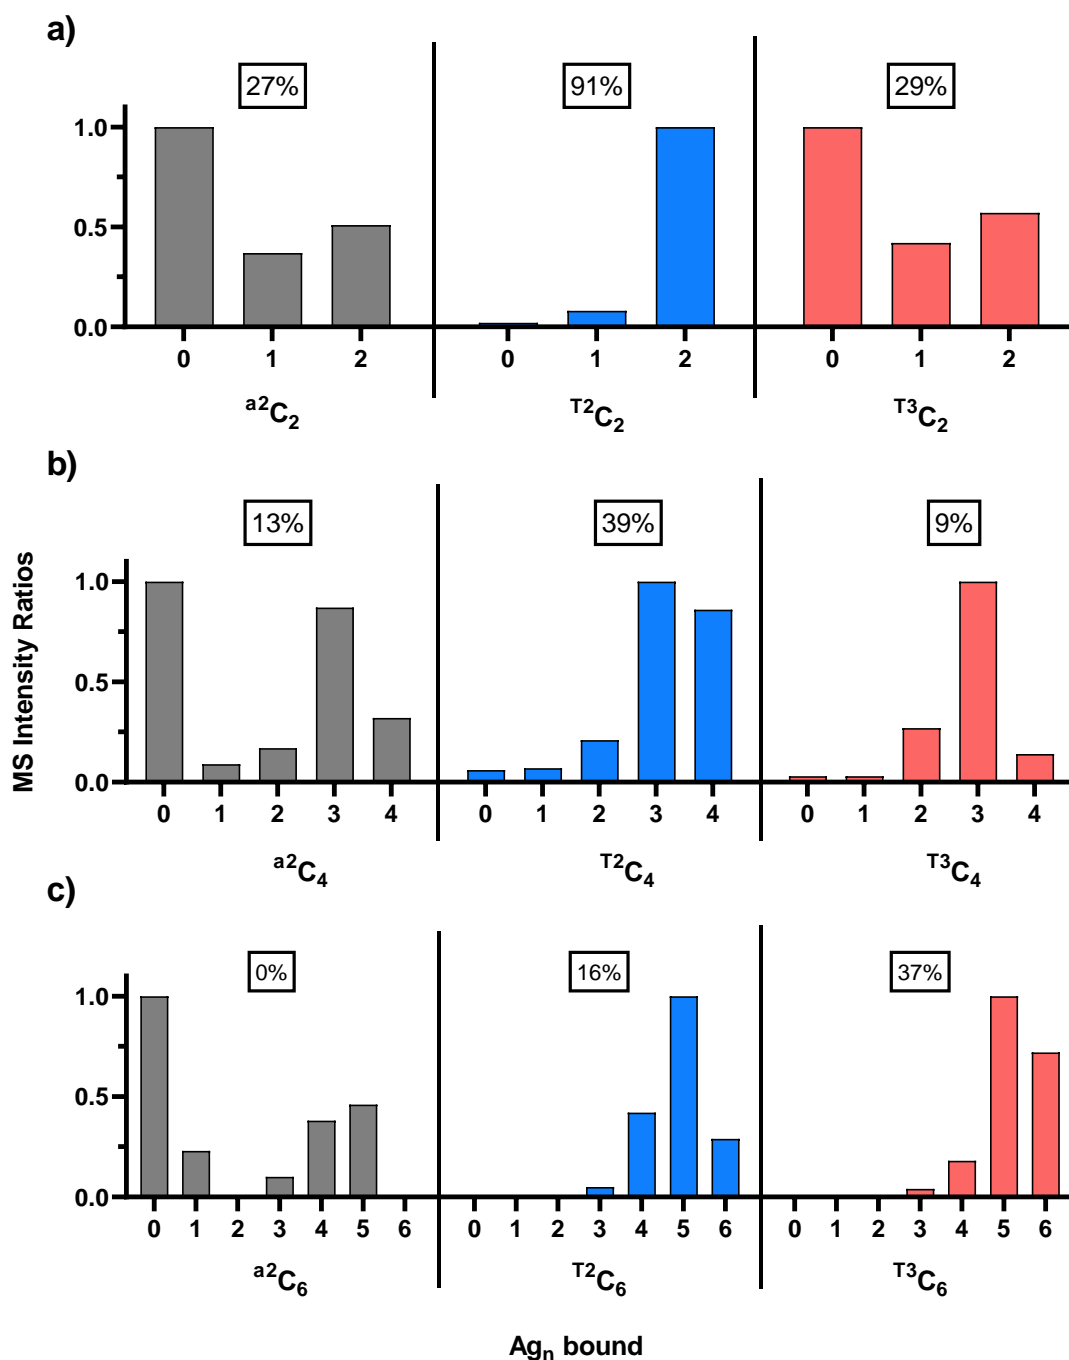 a)
27% 91% 29%
1.0
0.5
0.0
0 1 2 0 1 2 0 1 2
a2C2 T2C2 T3C2
b)
13% 39% 9%
MS Intensity Ratios
1.0
0.5
0.0
0 1 2 3 4 0 1 2 3 4 0 1 2 3 4
a2C4 T2C4 T3C4
c)
0% 16% 37%
1.0
0.5
0.0
0 1 2 3 4 5 6 0 1 2 3 4 5 6 0 1 2 3 4 5 6
a2C6 T2C6 T3C6
Agn bound